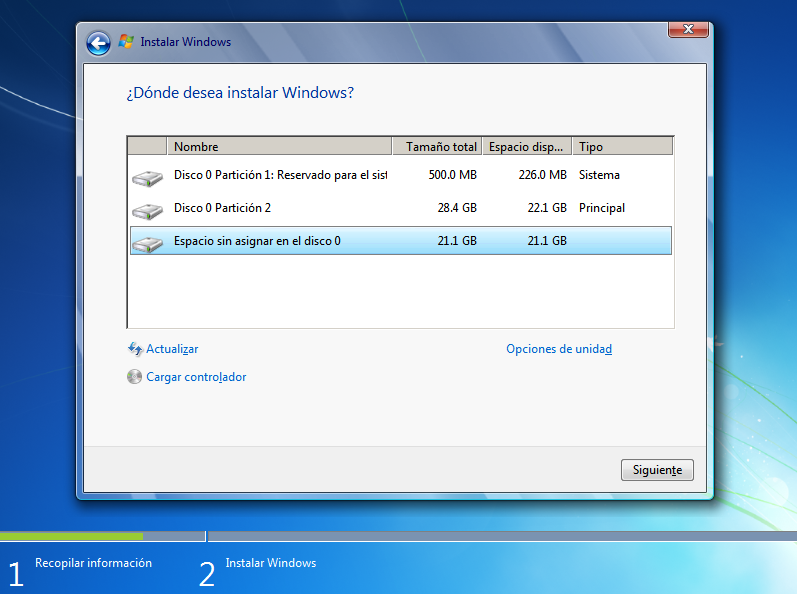 Instalar Windows
¿Dónde desea instalar Windows?
Nombre Tamaño total Espacio disp... Tipo
Disco 0 Partición 1: Reservado para el sist 500.0 MB 226.0 MB Sistema
Disco 0 Partición 2 28.4 GB 22.1 GB Principal
Espacio sin asignar en el disco 0 21.1 GB 21.1 GB
Actualizar Opciones de unidad
Cargar controlador
Siguiente
1 Recopilar información 2 Instalar Windows